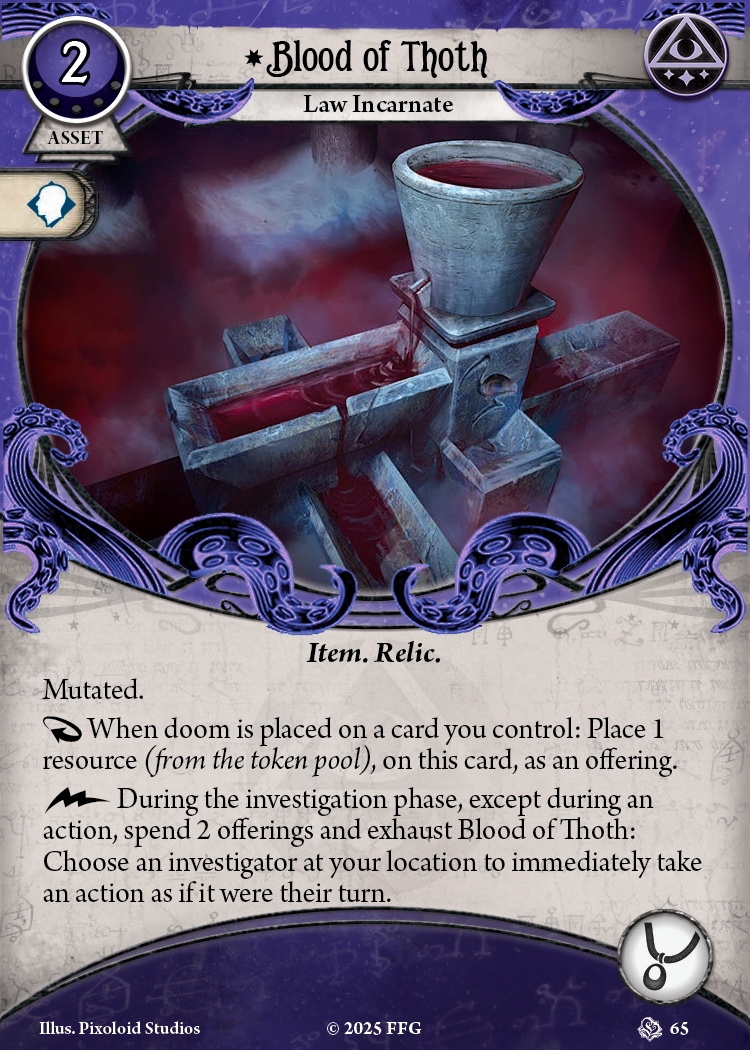 2
Blood of Thoth
ASSET
Law Incarnate
Item. Relic.
Mutated.
When doom is placed on a card you control: Place 1
resource (from the token pool), on this card, as an offering.
During the investigation phase, except during an
action, spend 2 offerings and exhaust Blood of Thoth:
Choose an investigator at your location to immediately take
an action as if it were their turn.
Illus. Pixoloid Studios
© 2025 FFG
65